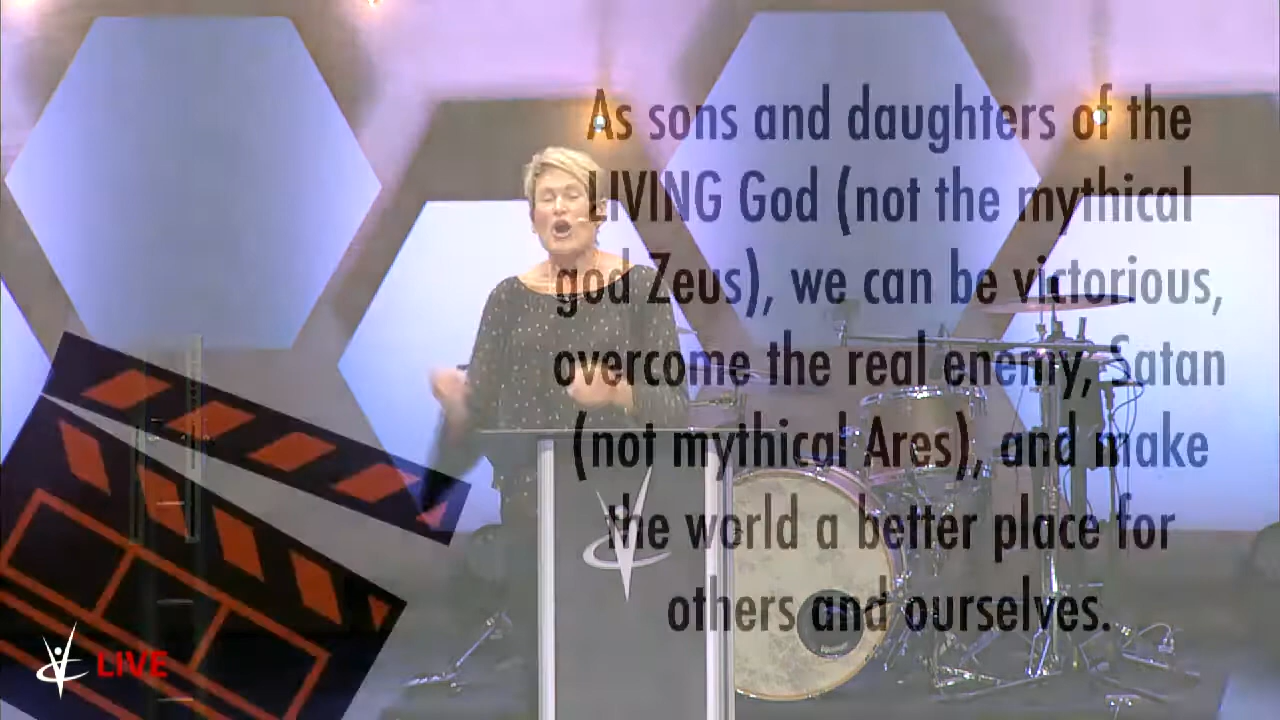 As sons and daughters of the
LIVING God (not the mythical
god Zeus), we can be victorious,
overcome the real enemy, Satan
(not mythical Ares), and make
the world a better place for
others and ourselves.
LIVE